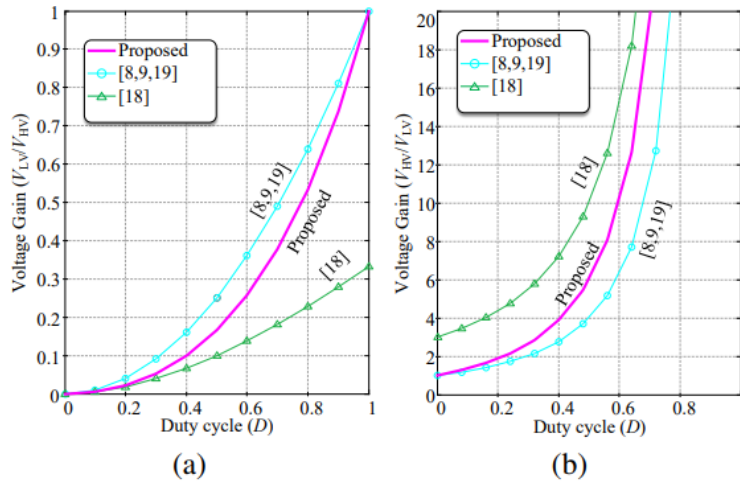 1
0.9
0.8
0.7
0.6
0.5
0.4
0.3
0.2
0.1
0
Voltage Gain (VLV/VHV)
Proposed
[8,9,19]
[18]
[8,9,19]
Proposed
[18]
0 0.2 0.4 0.6 0.8 1
Duty cycle (D)
(a)
20
18
16
14
12
10
8
6
4
2
0
Voltage Gain (VHV/VLV)
Proposed
[8,9,19]
[18]
[18]
Proposed
[8,9,19]
0 0.2 0.4 0.6 0.8
Duty cycle (D)
(b)